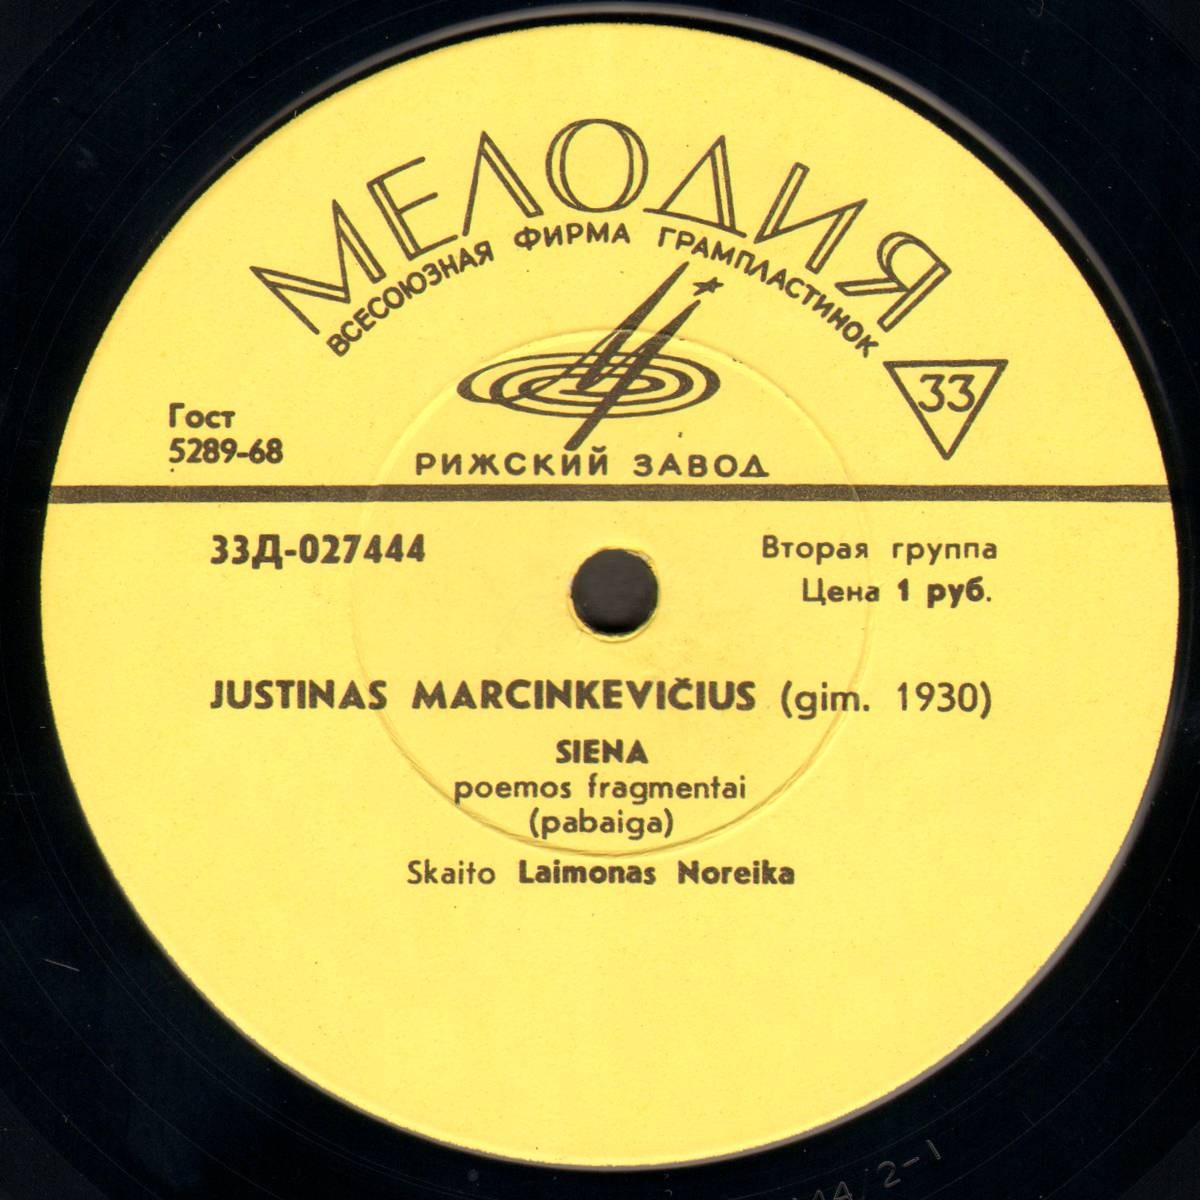 МЕЛОДИЯ
ВСЕСОЮЗНАЯ ФИРМА ГРАМПЛАСТИНОК
33
Гост
5289-68
РИЖСКИЙ ЗАВОД
33Д-027444
Вторая группа
Цена 1 руб.
JUSTINAS MARCINKEVIČIUS (gim. 1930)
SIENA
poemos fragmentai
(pabaiga)
Skaito Laimonas Noreika